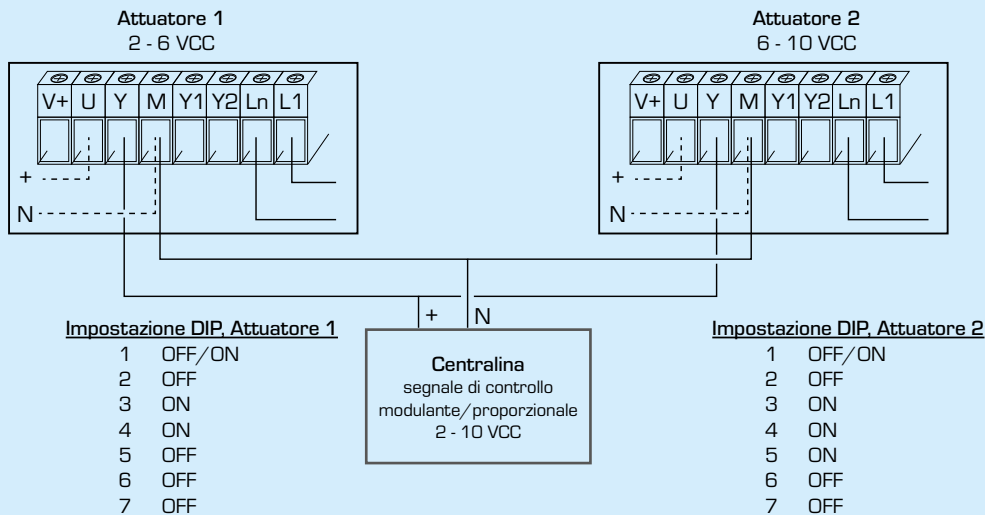 Attuatore 1
2 - 6 VCC
V+ U Y M Y1 Y2 Ln L1
+
N
Attuatore 2
6 - 10 VCC
V+ U Y M Y1 Y2 Ln L1
+
N
+ N
Centralina
segnale di controllo
modulante/proporzionale
2 - 10 VCC
Impostazione DIP, Attuatore 1
1 OFF/ON
2 OFF
3 ON
4 ON
5 OFF
6 OFF
7 OFF
Impostazione DIP, Attuatore 2
1 OFF/ON
2 OFF
3 ON
4 ON
5 ON
6 OFF
7 OFF